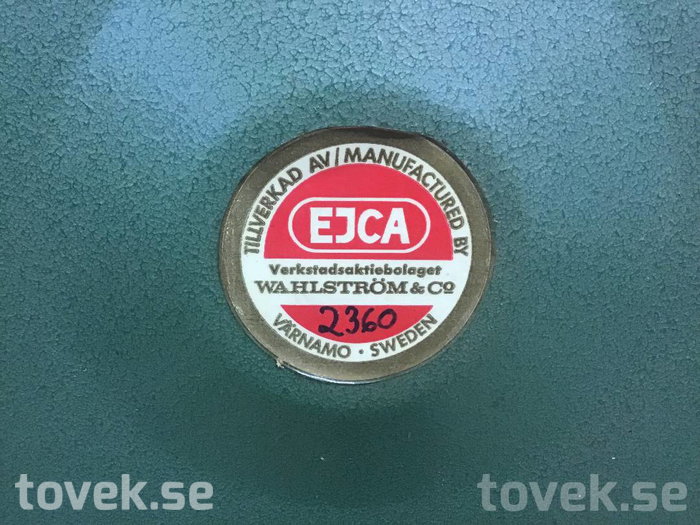 TILLVERKAD AV/MANUFACTURED BY
EJCA
Verkstadsaktiebolaget
WAHLSTRÖM & Co
2360
VÄRNAMO · SWEDEN
tovek.se
tovek.se